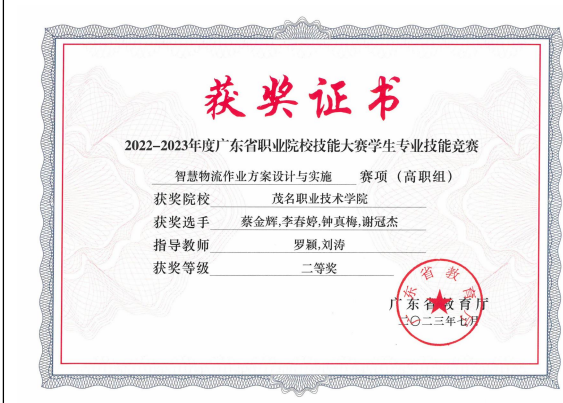 获奖证书
2022-2023年度广东省职业院校技能大赛学生专业技能竞赛
智慧物流作业方案设计与实施 赛项（高职组）
获奖院校 茂名职业技术学院
获奖选手 蔡金辉,李春婷,钟真梅,谢冠杰
指导教师 罗颖,刘涛
获奖等级 二等奖
广东省教育厅
二〇二三年七月